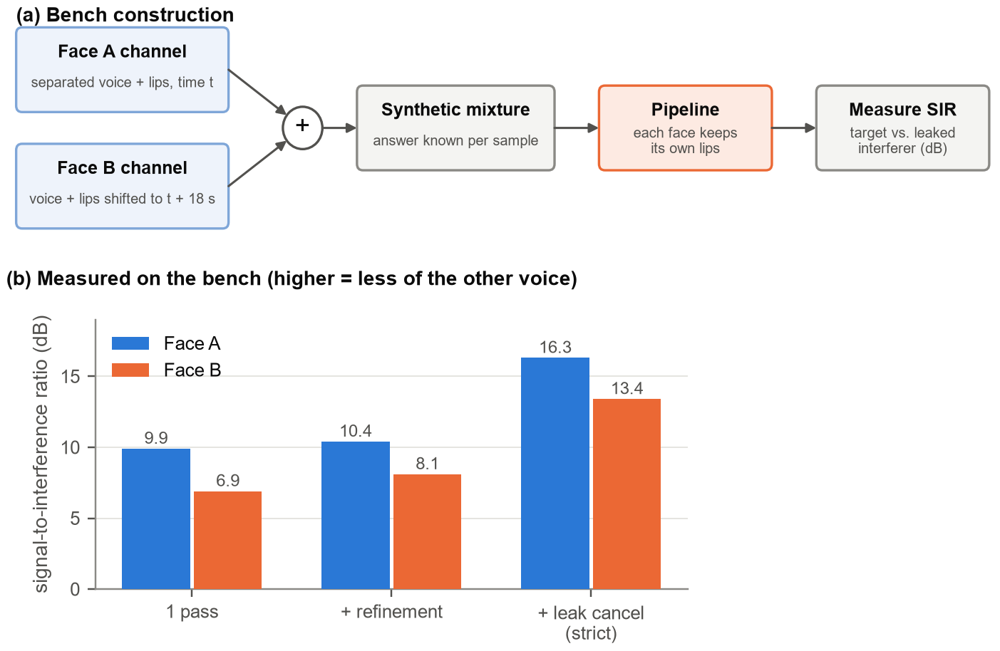 (a) Bench construction
Face A channel
separated voice + lips, time t
Face B channel
voice + lips shifted to t + 18 s
+
Synthetic mixture
answer known per sample
Pipeline
each face keeps
its own lips
Measure SIR
target vs. leaked
interferer (dB)
(b) Measured on the bench (higher = less of the other voice)
signal-to-interference ratio (dB)
15
10
5
0
Face A
Face B
9.9
6.9
10.4
8.1
16.3
13.4
1 pass
+ refinement
+ leak cancel
(strict)